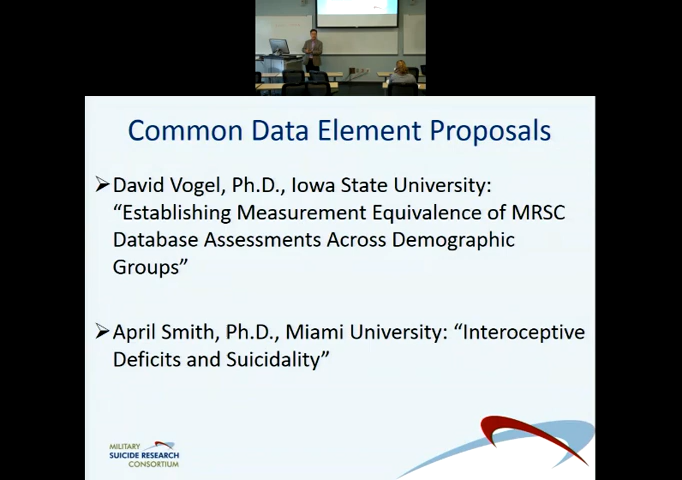 Common Data Element Proposals
David Vogel, Ph.D., Iowa State University:
“Establishing Measurement Equivalence of MRSC
Database Assessments Across Demographic
Groups”
April Smith, Ph.D., Miami University: “Interoceptive
Deficits and Suicidality”
MILITARY
SUICIDE RESEARCH
CONSORTIUM